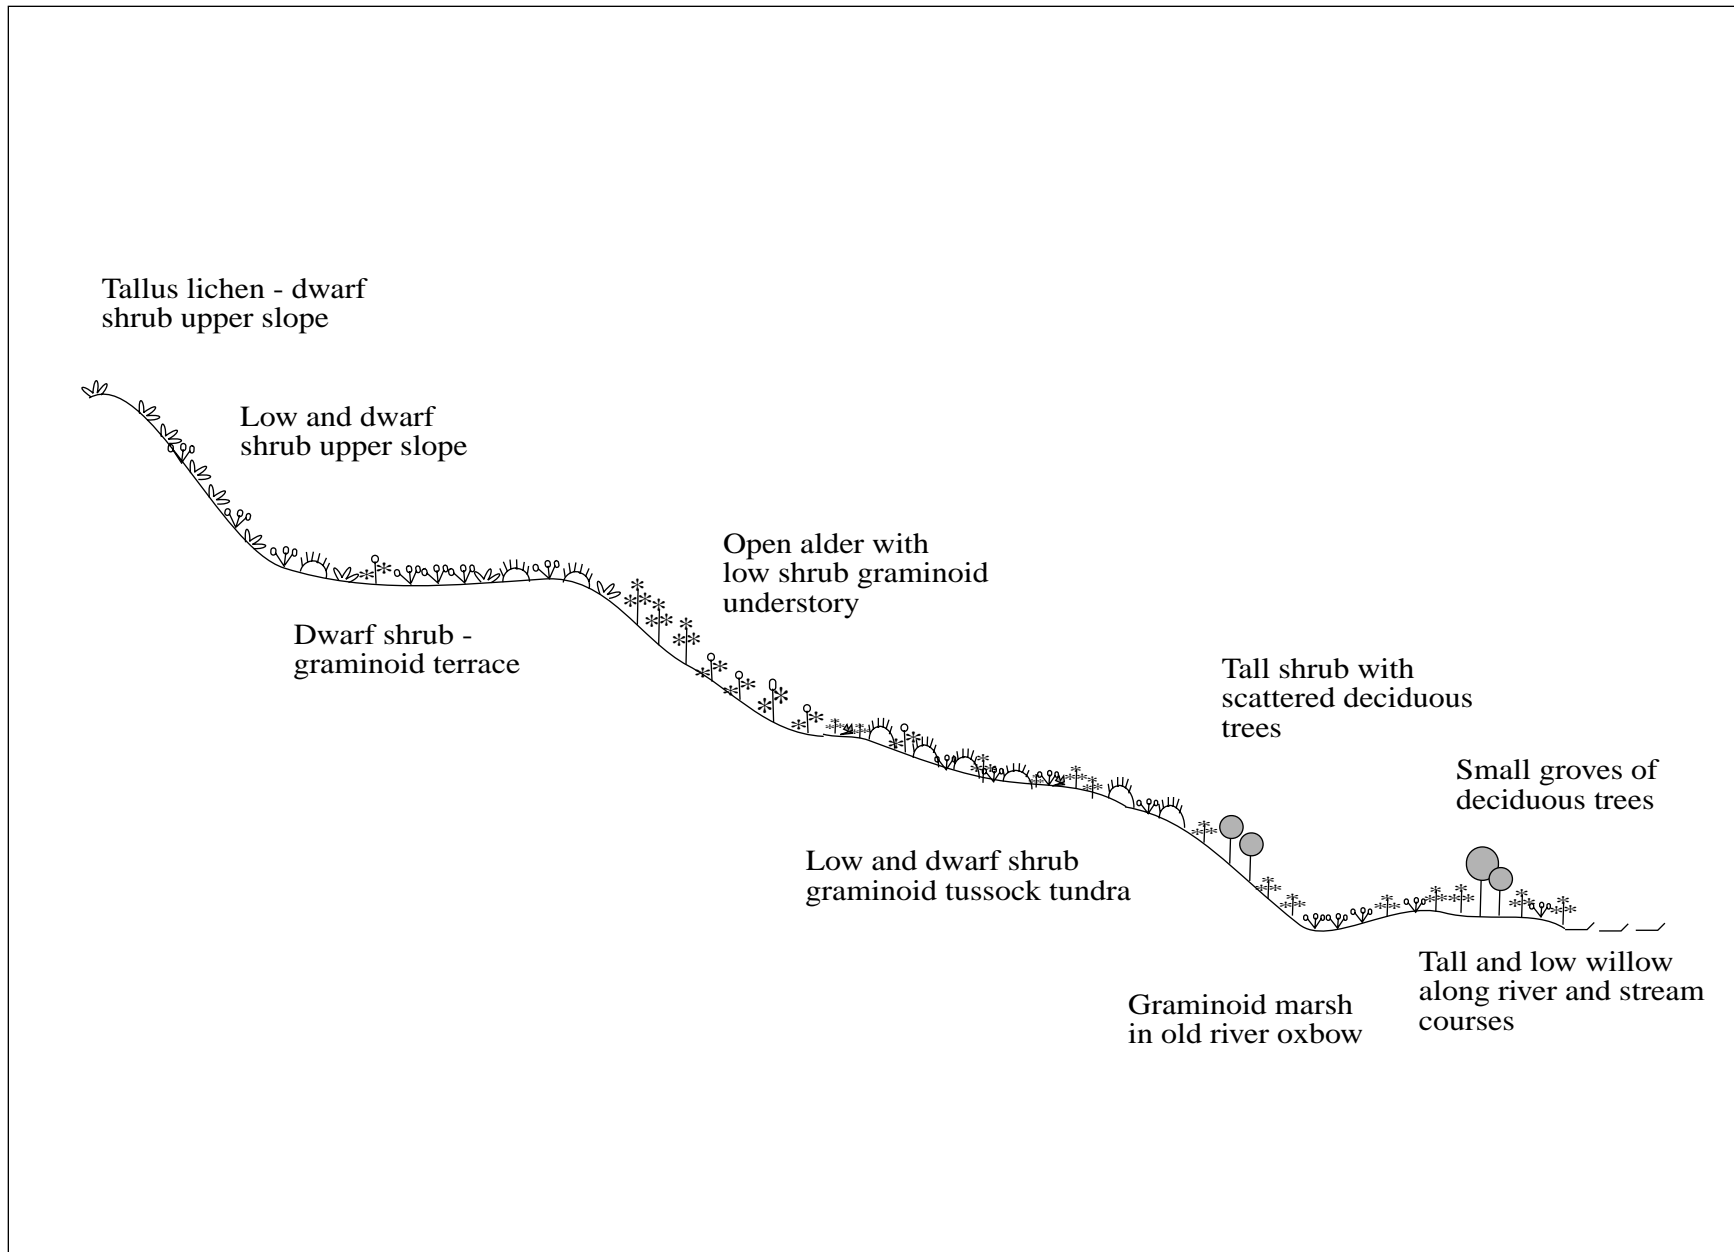 Tallus lichen - dwarf
shrub upper slope
Low and dwarf
shrub upper slope
Open alder with
low shrub graminoid
understory
Dwarf shrub -
graminoid terrace
Tall shrub with
scattered deciduous
trees
Small groves of
deciduous trees
Low and dwarf shrub
graminoid tussock tundra
Tall and low willow
along river and stream
courses
Graminoid marsh
in old river oxbow